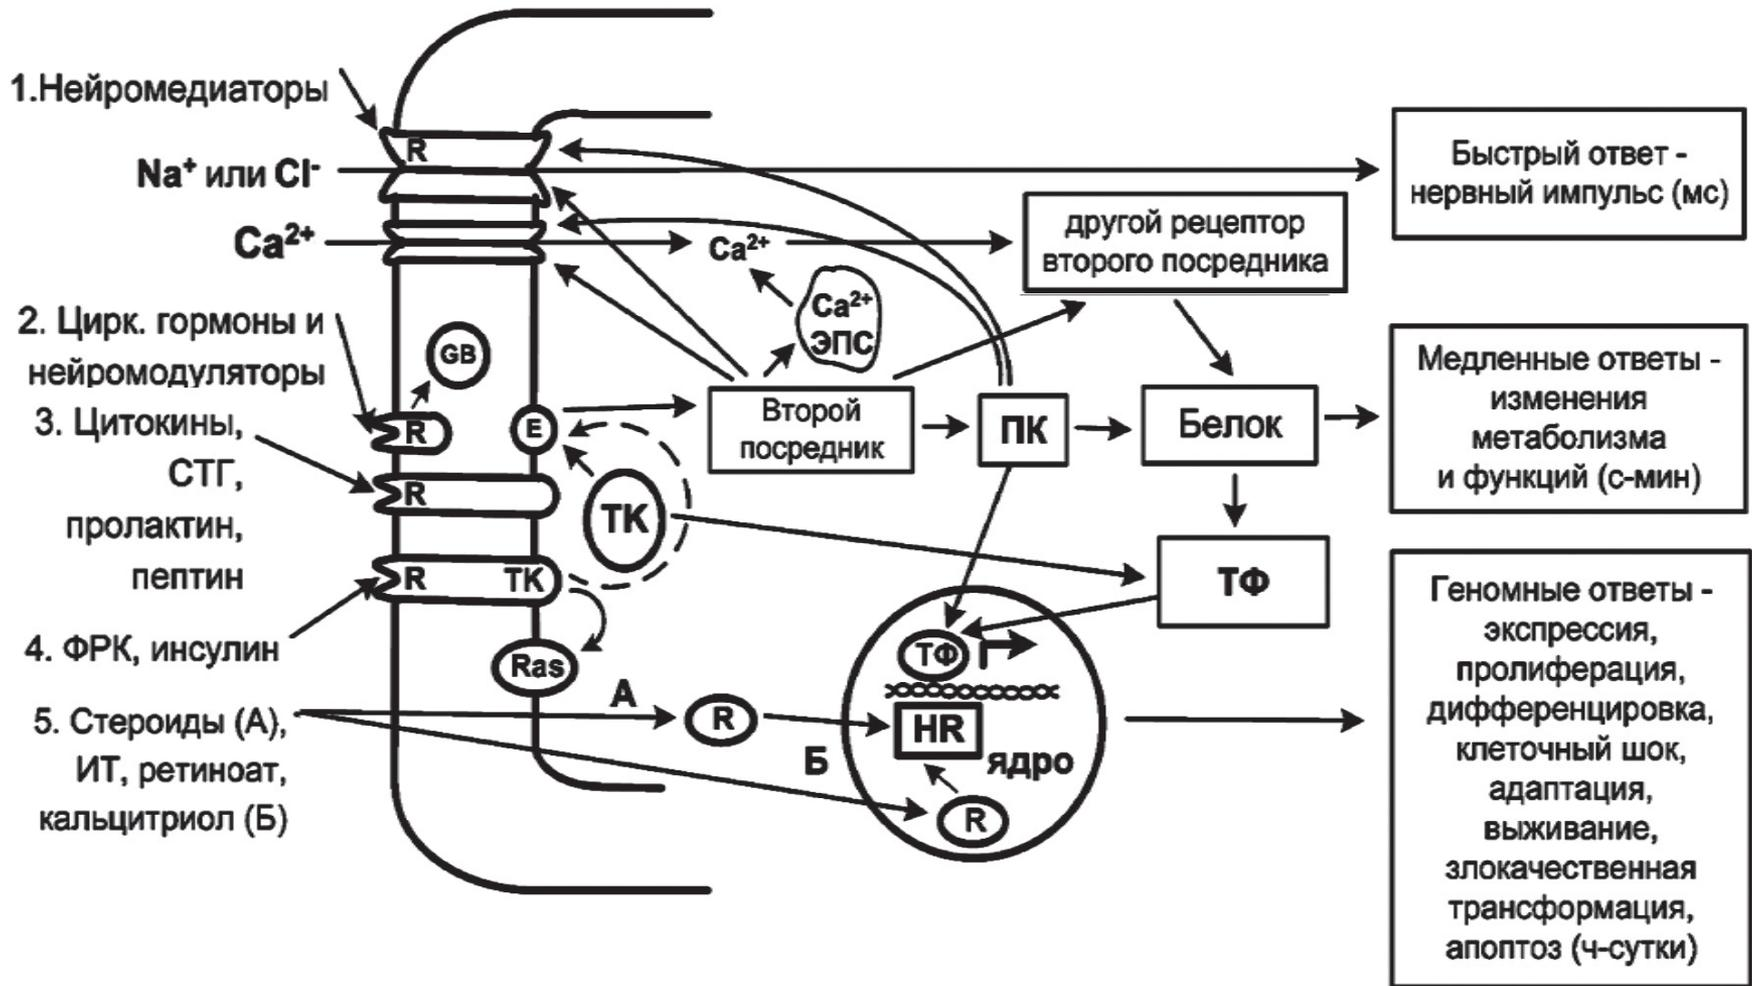 1.Нейромедиаторы
R
Na⁺ или Cl⁻
Ca²⁺
Ca²⁺
Ca²⁺
ЭПС
другой рецептор
второго посредника
Быстрый ответ -
нервный импульс (мс)
2. Цирк. гормоны и
нейромодуляторы
GB
R
E
Второй
посредник
ПК
Белок
Медленные ответы -
изменения
метаболизма
и функций (с-мин)
3. Цитокины,
СТГ,
пролактин,
пептин
R
ТК
ТФ
R
ТК
4. ФРК, инсулин
Ras
5. Стероиды (А),
ИТ, ретиноат,
кальцитриол (Б)
А
R
Б
ТФ
HR
ядро
R
Геномные ответы -
экспрессия,
пролиферация,
дифференцировка,
клеточный шок,
адаптация,
выживание,
злокачественная
трансформация,
апоптоз (ч-сутки)